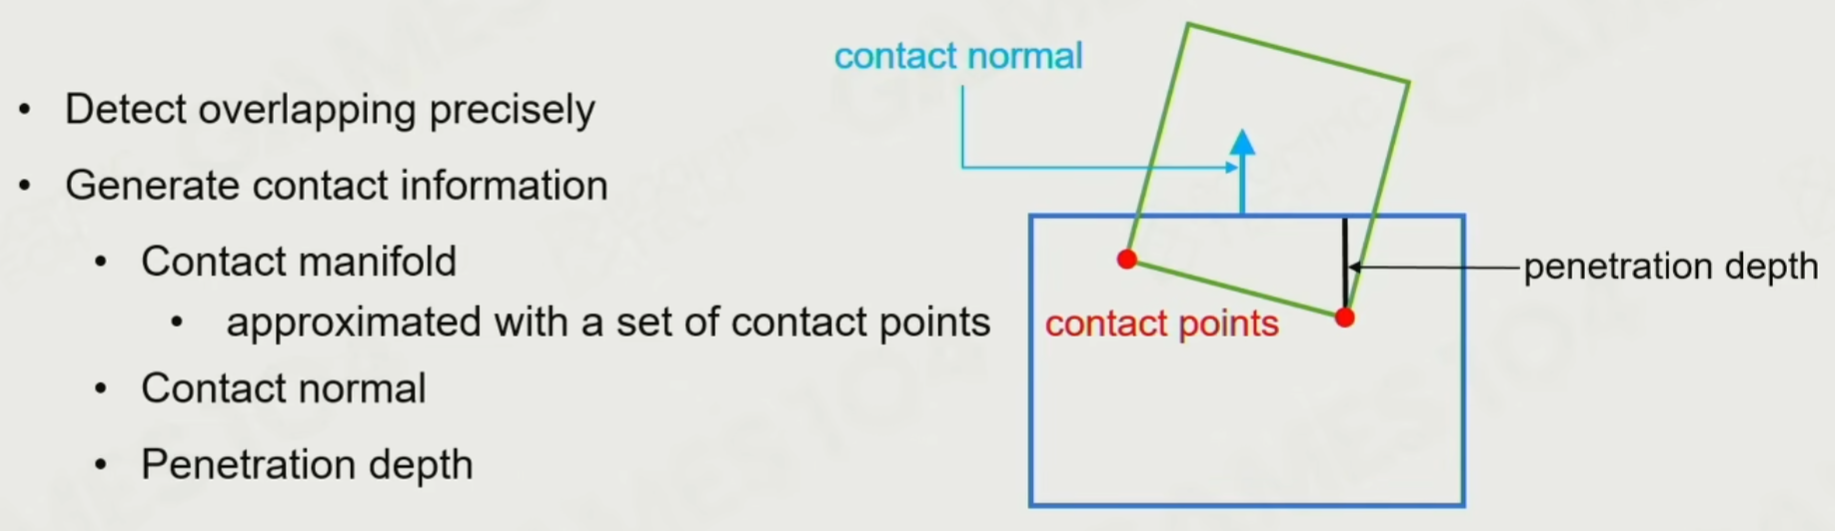 • Detect overlapping precisely
• Generate contact information
• Contact manifold
• approximated with a set of contact points
• Contact normal
• Penetration depth
contact normal
penetration depth
contact points
GAMES104